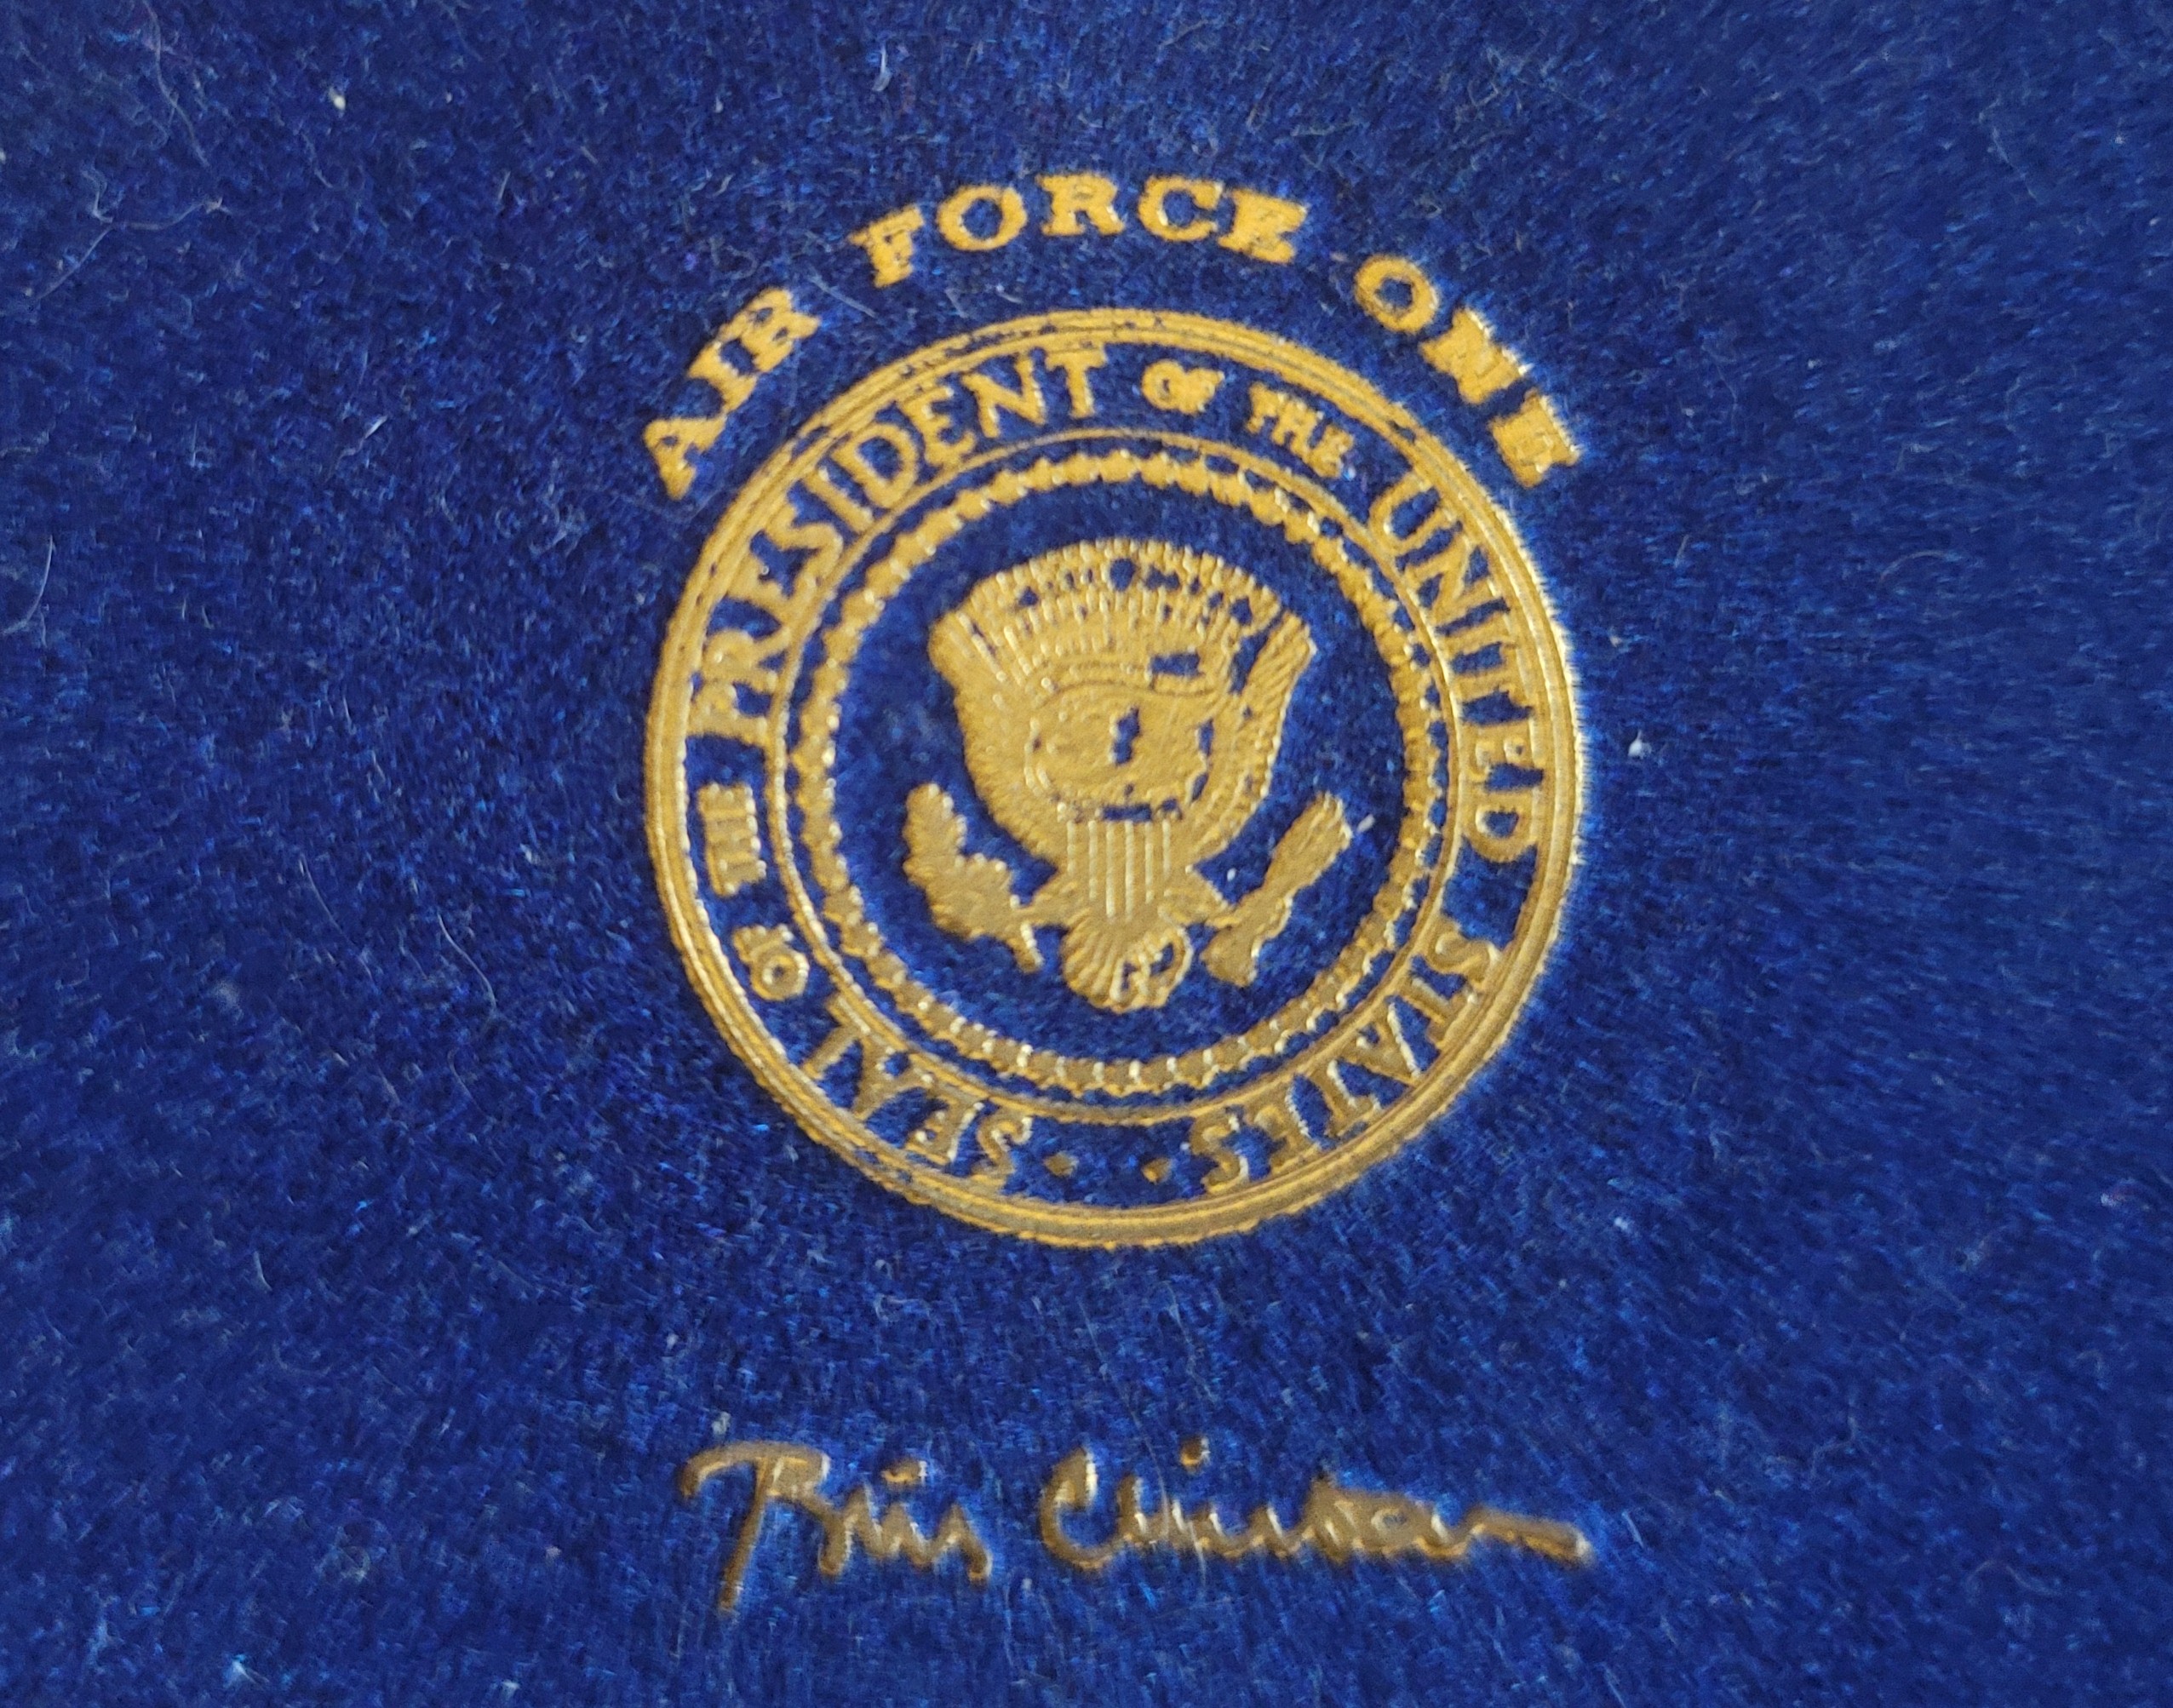 AIR FORCE ONE
SEAL OF THE PRESIDENT OF THE UNITED STATES
Bill Clinton